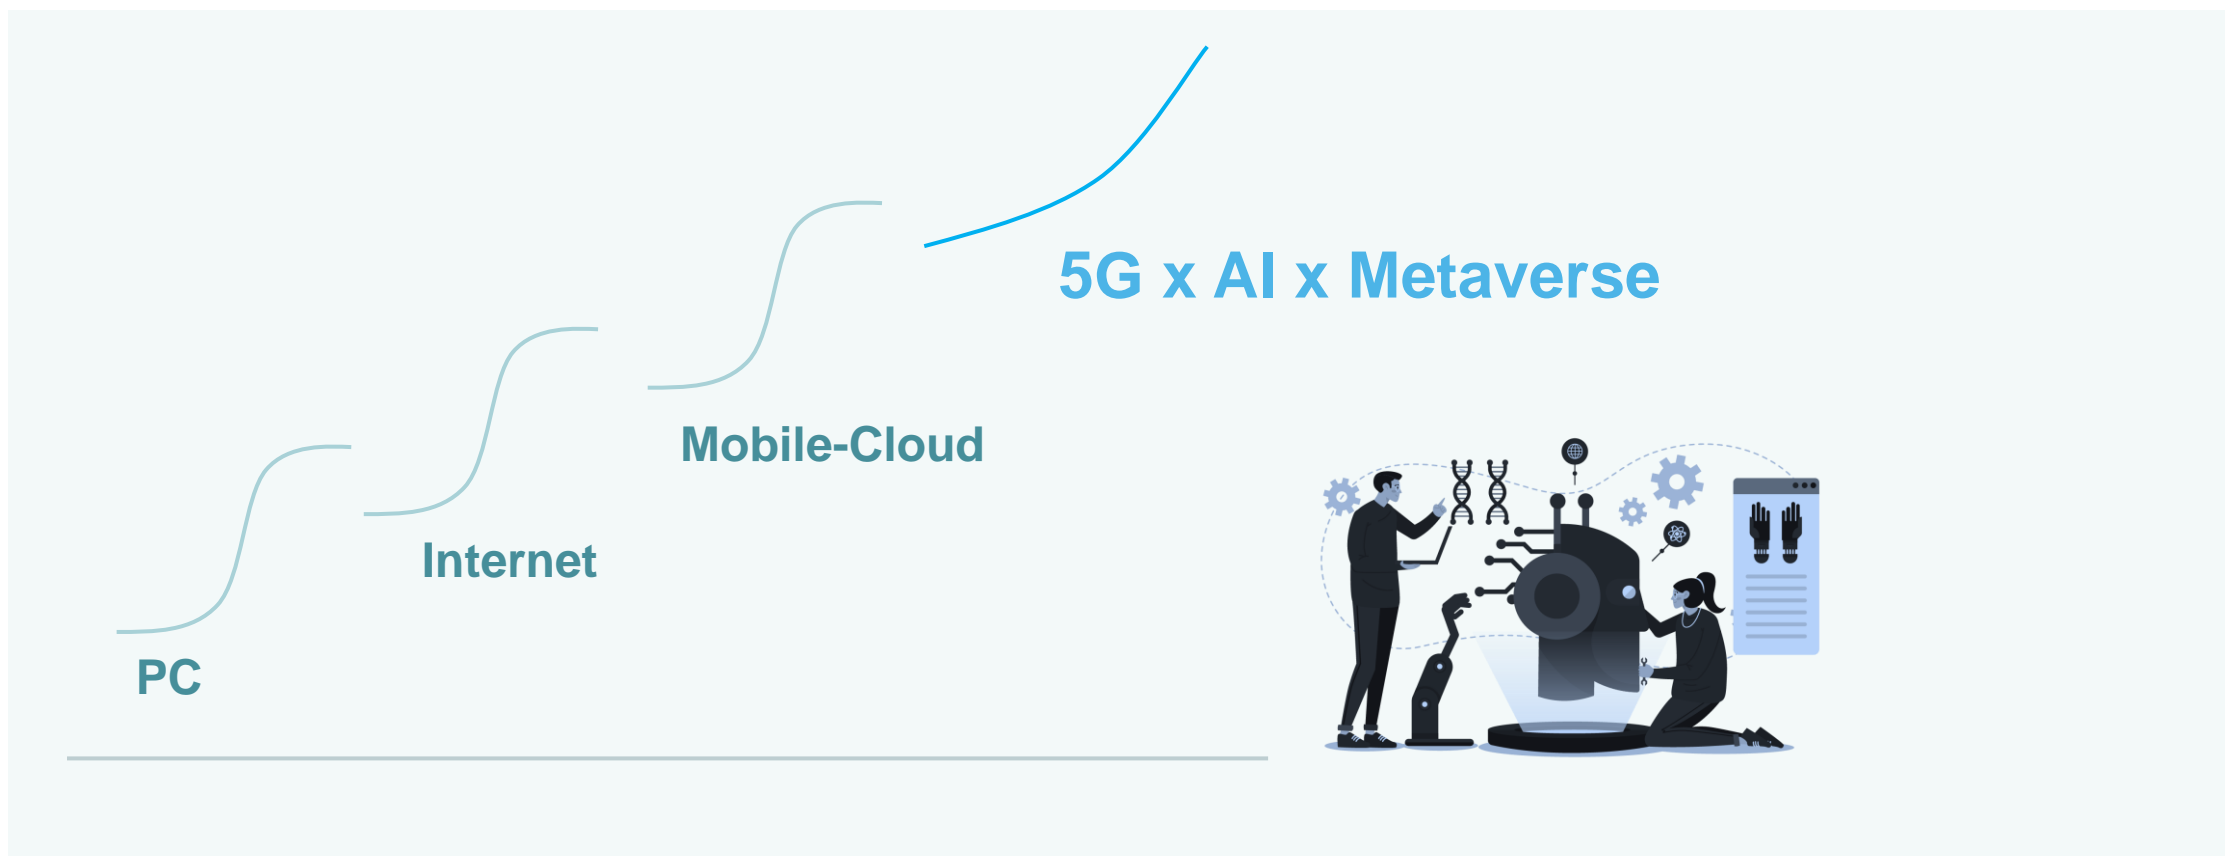 5G x AI x Metaverse
Mobile-Cloud
Internet
PC